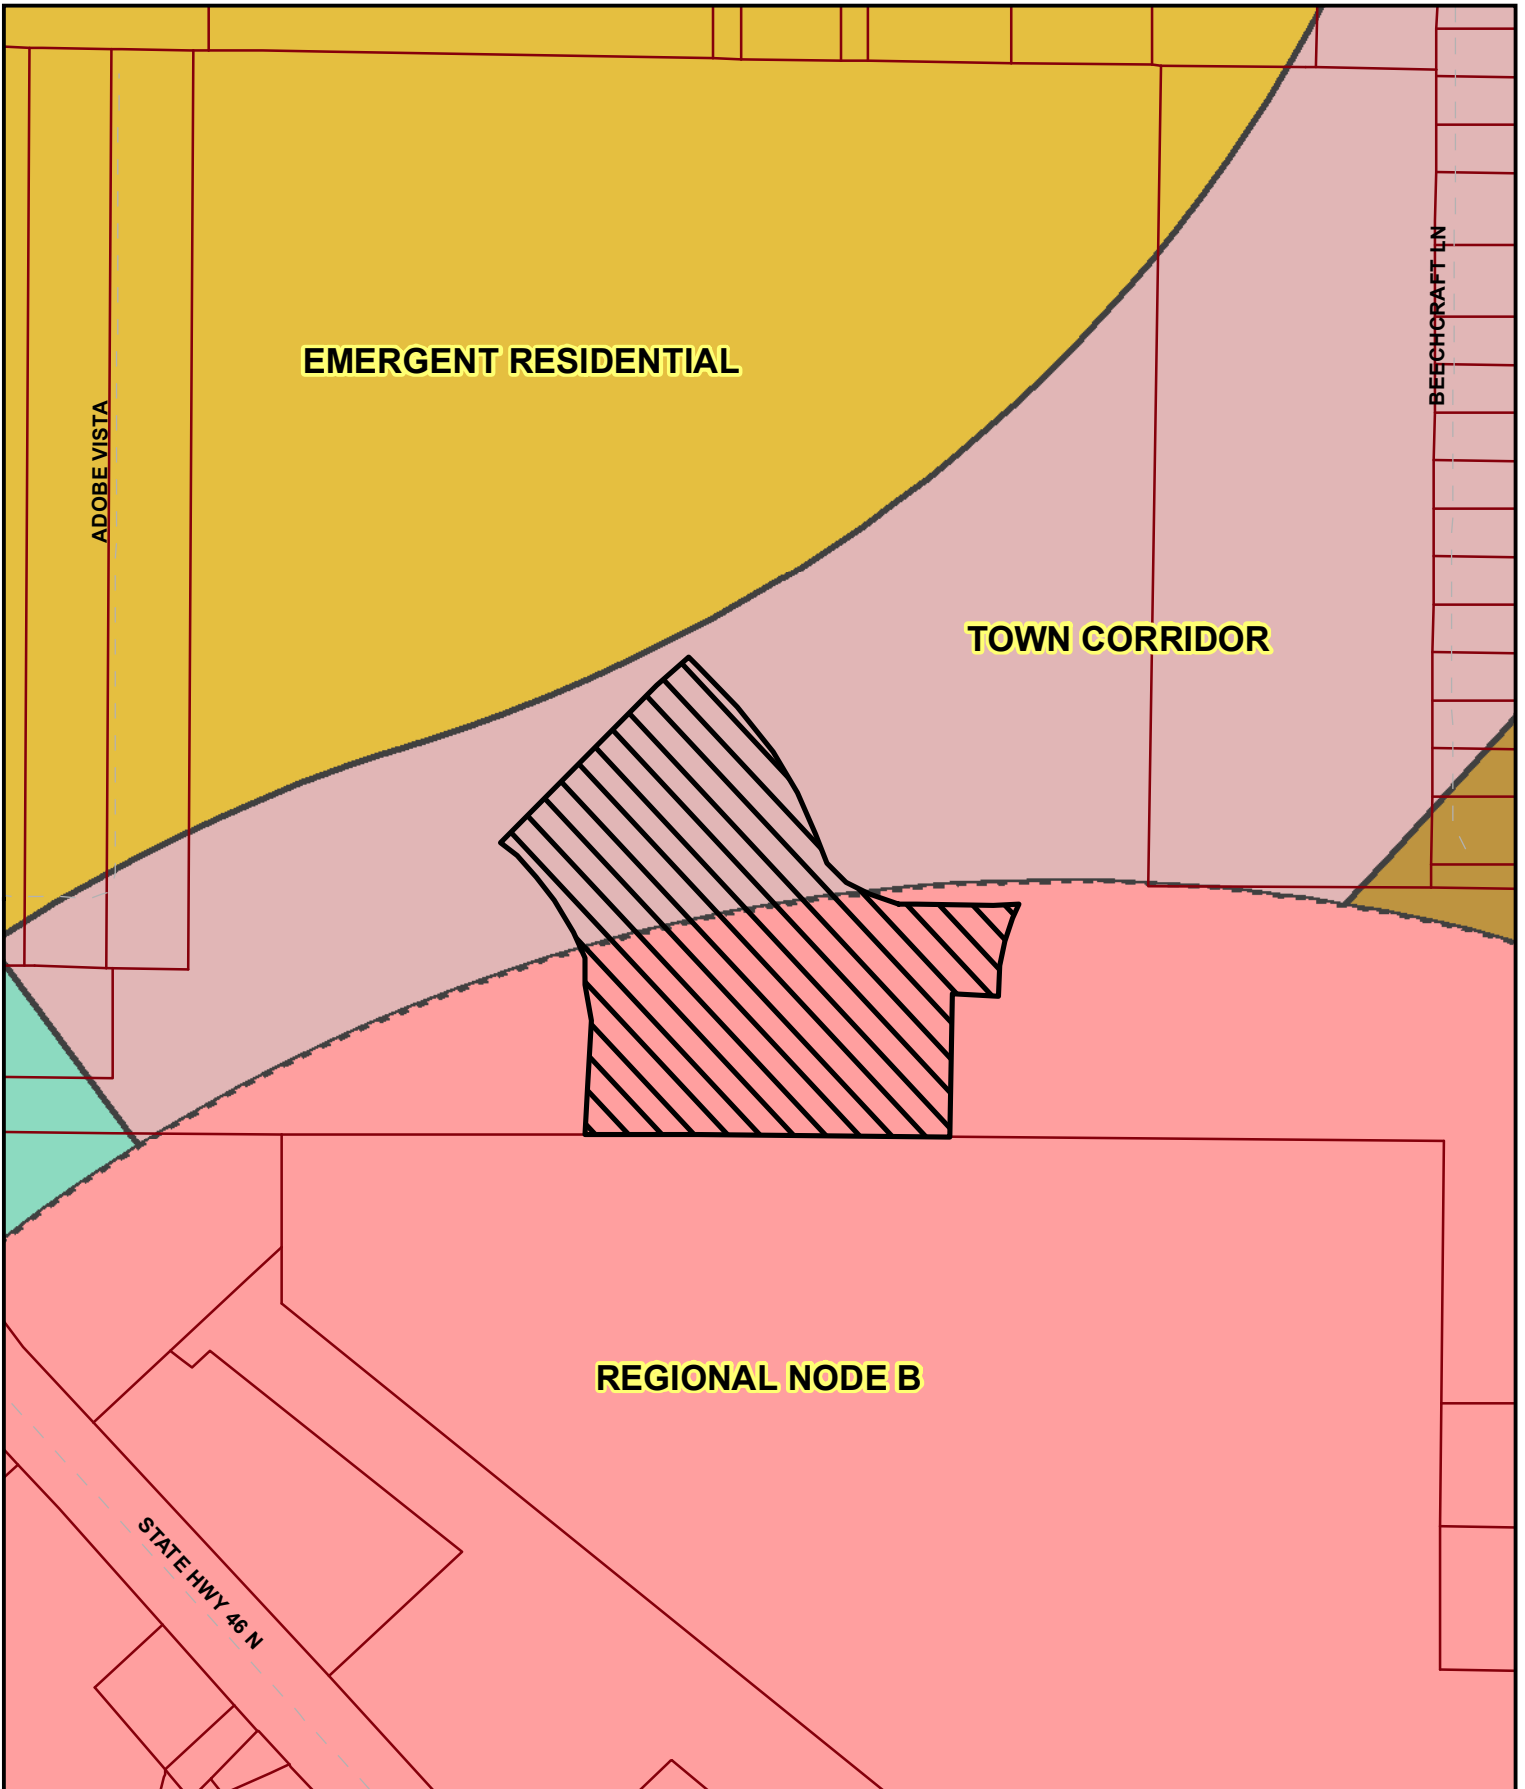 BEECHCRAFT LN
EMERGENT RESIDENTIAL
ADOBE VISTA
TOWN CORRIDOR
REGIONAL NODE B
STATE HWY 46 N